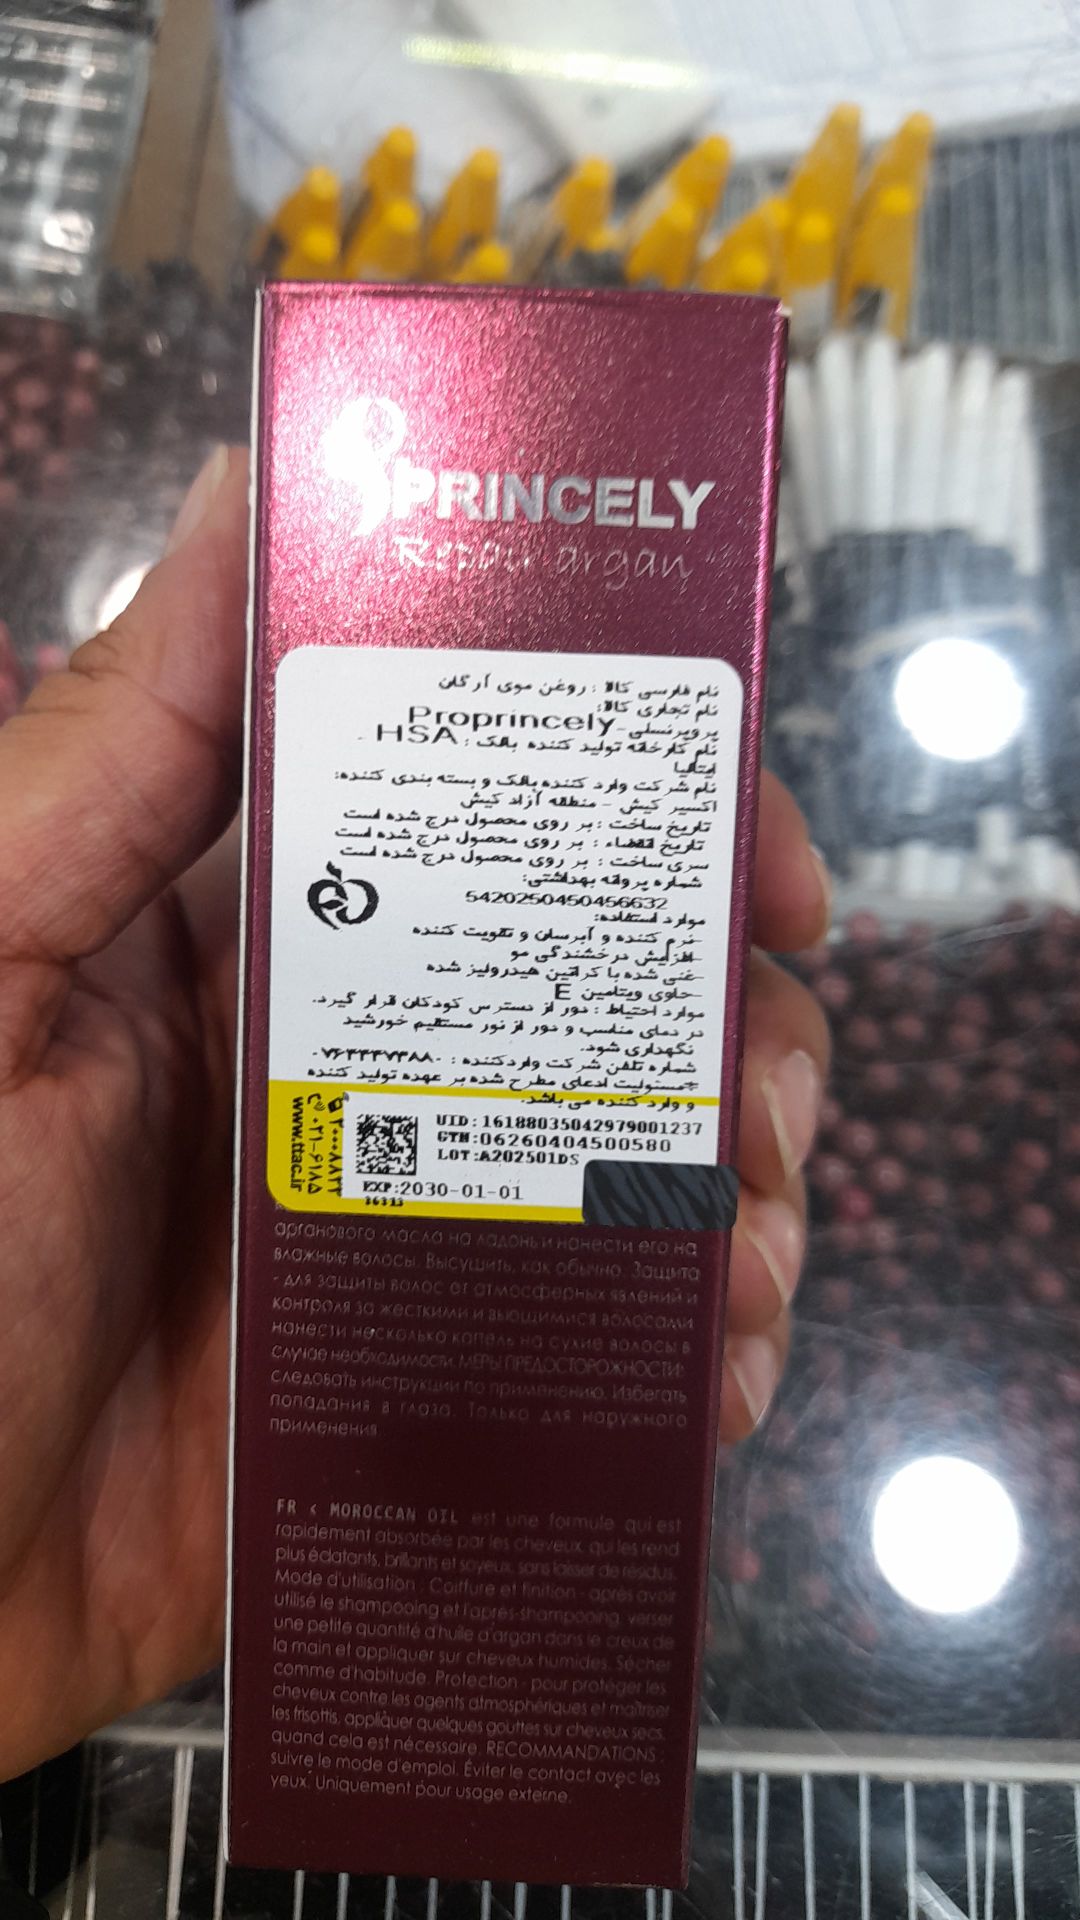 PRINCELY
Repair argan
نام فارسی کالا : روغن موی آرگان
نام تجاری کالا:
پروپرنسلی-Proprincely
نام کارخانه تولید کننده بالک : HSA -
ایتالیا
نام شرکت وارد کننده بالک و بسته بندی کننده:
اکسیر کیش - منطقه آزاد کیش
تاریخ ساخت : بر روی محصول درج شده است
تاریخ انقضاء : بر روی محصول درج شده است
سری ساخت : بر روی محصول درج شده است
شماره پروانه بهداشتی:
5420250450456632
موارد استفاده:
-نرم کننده و آبرسان و تقویت کننده
-افزایش درخشندگی مو
-غنی شده با کراتین هیدرولیز شده
-حاوی ویتامین E
موارد احتیاط : دور از دسترس کودکان قرار گیرد.
در دمای مناسب و دور از نور مستقیم خورشید
نگهداری شود.
شماره تلفن شرکت واردکننده : ۰۷۶۳۳۴۷۳۸۸۰
*مسئولیت ادعای مطرح شده بر عهده تولید کننده
و وارد کننده می باشد.
۲۰۰۰۸۸۲۲
۰۲۱-۶۱۸۵
www.ttac.ir
UID:16188035042979001237
GTN:06260404500580
LOT:A202501DS
EXP:2030-01-01
36313
арганового масла на ладонь и нанести его на
влажные волосы. Высушить, как обычно. Защита
- для защиты волос от атмосферных явлений и
контроля за жесткими и вьющимися волосами
нанести несколько капель на сухие волосы в
случае необходимости. МЕРЫ ПРЕДОСТОРОЖНОСТИ:
следовать инструкции по применению. Избегать
попадания в глаза. Только для наружного
применения.
FR < MOROCCAN OIL est une formule qui est
rapidement absorbée par les cheveux, qui les rend
plus éclatants, brillants et soyeux, sans laisser de résidus.
Mode d'utilisation : Coiffure et finition - après avoir
utilisé le shampooing et l'après-shampooing, verser
une petite quantité d'huile d'argan dans le creux de
la main et appliquer sur cheveux humides. Sécher
comme d'habitude. Protection - pour protéger les
cheveux contre les agents atmosphériques et maîtriser
les frisottis, appliquer quelques gouttes sur cheveux secs,
quand cela est nécessaire. RECOMMANDATIONS :
suivre le mode d'emploi. Éviter le contact avec les
yeux. Uniquement pour usage externe.